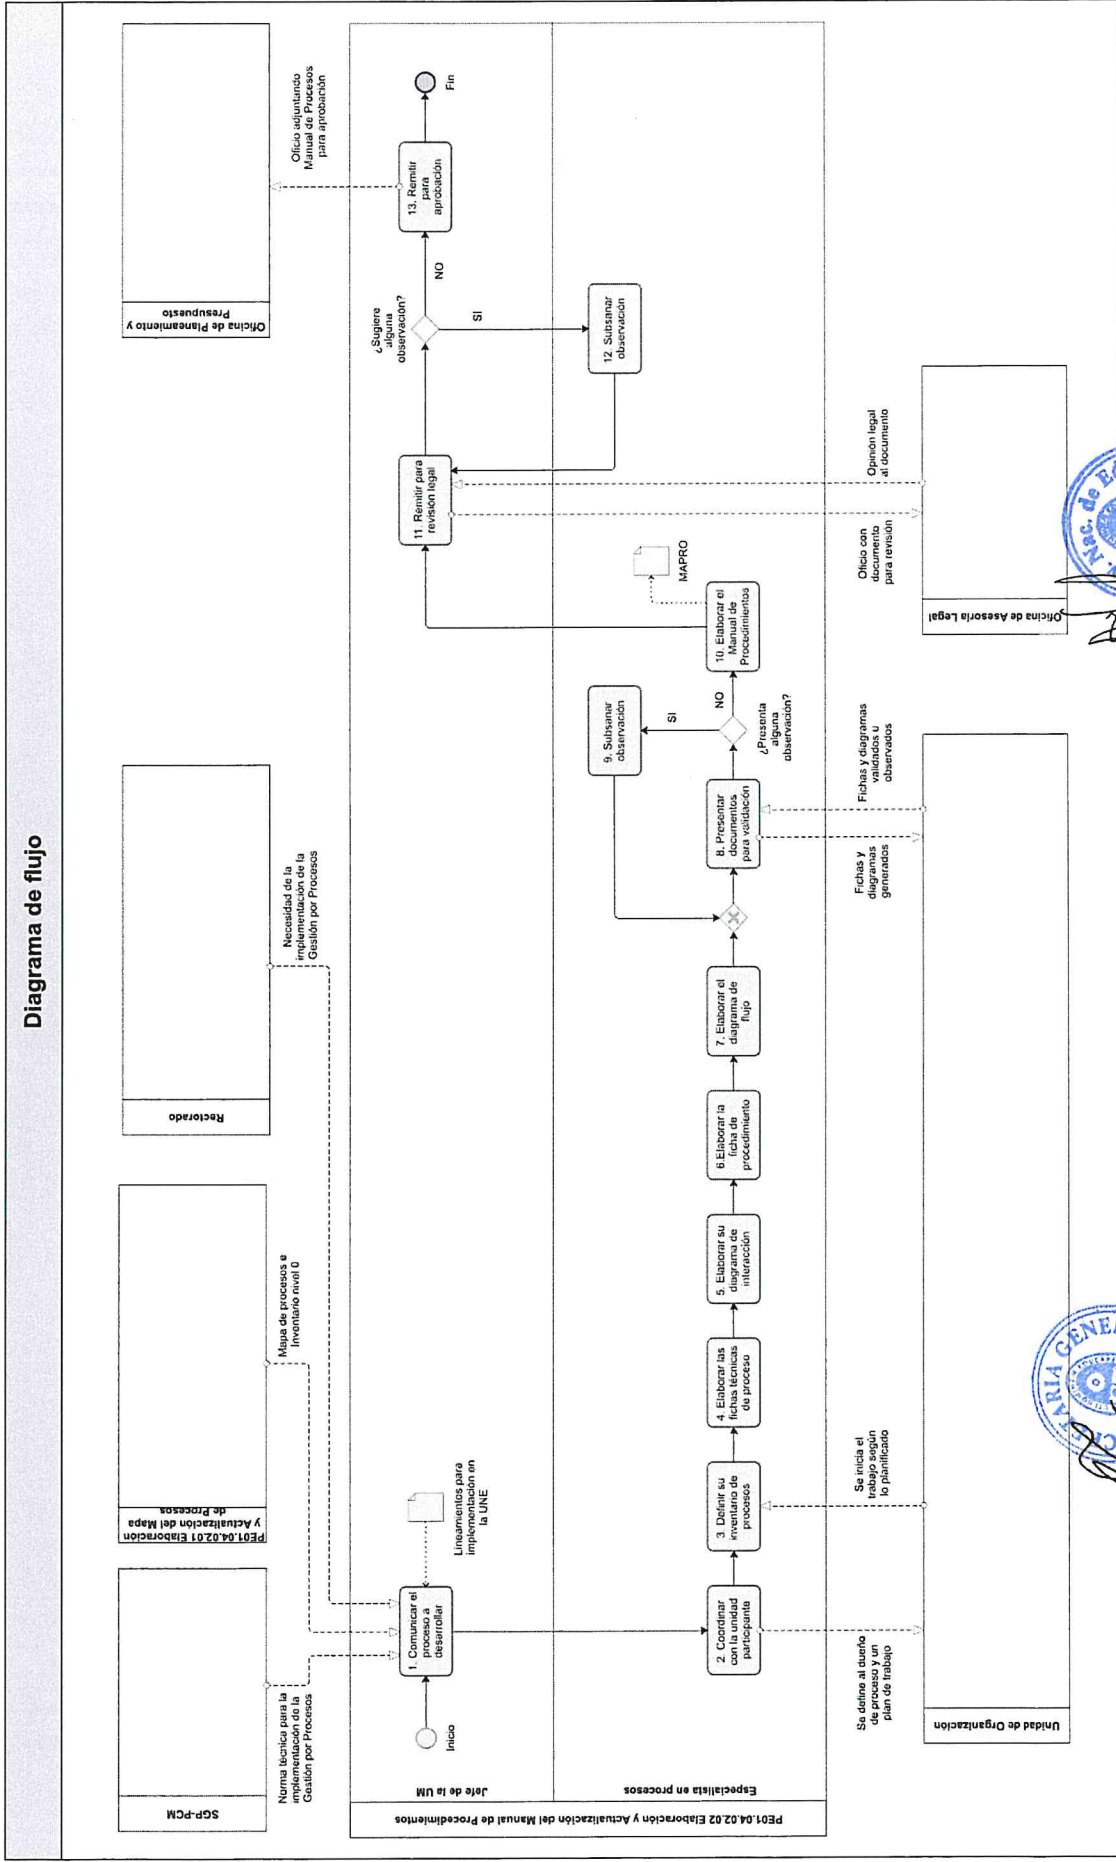 Diagrama de flujo
SGP-PCM
PE01.04.02.01 Elaboración
y Actualización del Mapa
de Procesos
Rectorado
Oficina de Planeamiento y
Presupuesto
Norma técnica para la
implementación de la
Gestión por Procesos
Mapa de procesos e
Inventario nivel 0
Necesidad de la
implementación de la
Gestión por Procesos
Oficio adjuntando
Manual de Procesos
para aprobación
PE01.04.02.02 Elaboración y Actualización del Manual de Procedimientos
Jefe de la UM
Inicio
1. Comunicar el
proceso a
desarrollar
Lineamientos para
implementación en
la UNE
11. Remitir para
revisión legal
¿Sugiere
alguna
observación?
NO
SI
13. Remitir
para
aprobación
Fin
Especialista en procesos
2. Coordinar
con la unidad
participante
3. Definir su
inventario de
procesos
4. Elaborar las
fichas técnicas
de proceso
5. Elaborar su
diagrama de
interacción
6.Elaborar la
ficha de
procedimiento
7. Elaborar el
diagrama de
flujo
8. Presentar
documentos
para validación
9. Subsanar
observación
SI
NO
¿Presenta
alguna
observación?
10. Elaborar el
Manual de
Procedimientos
MAPRO
12. Subsanar
observación
Se define al dueño
de proceso y un
plan de trabajo
Se inicia el
trabajo según
lo planificado
Fichas y
diagramas
generados
Fichas y diagramas
validados u
observados
Oficio con
documento
para revisión
Opinión legal
al documento
Unidad de Organización
Oficina de Asesoría Legal
Nac. de